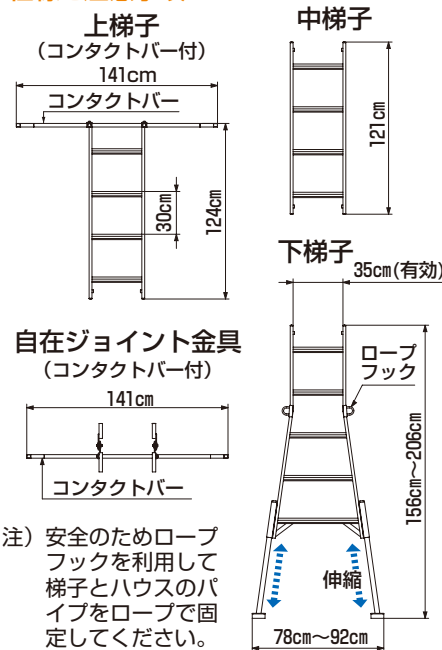 上梯子
(コンタクトバー付)
141cm
コンタクトバー
30cm
124cm
中梯子
121cm
下梯子
35cm(有効)
ロープ
フック
156cm〜206cm
伸縮
78cm〜92cm
自在ジョイント金具
(コンタクトバー付)
141cm
コンタクトバー
注) 安全のためロープ
フックを利用して
梯子とハウスのパ
イプをロープで固
定してください。